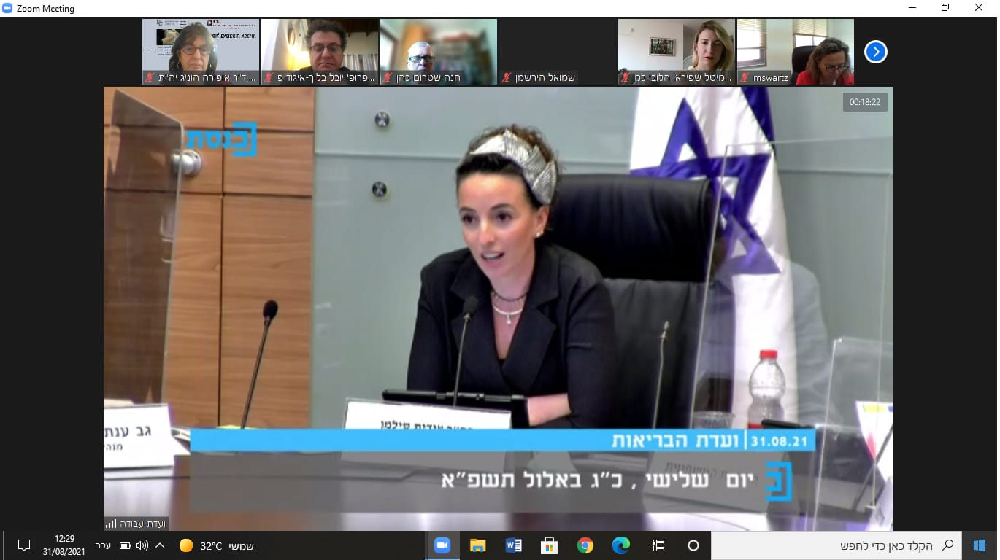 Zoom Meeting
ד"ר אופירה הוניג יה"ת ...
פרופ' יובל בלוך-איגוד פ...
חנה שטרום כהן
שמואל הירשמן
מיטל שפירא, הלובי למ...
mswartz
00:18:22
כנסת
גב ענת
31.08.21 | ועדת הבריאות
יום שלישי , כ"ג באלול תשפ"א
ועדת עבודה
12:29
31/08/2021
עבר
32°C שמשי
הקלד כאן כדי לחפש